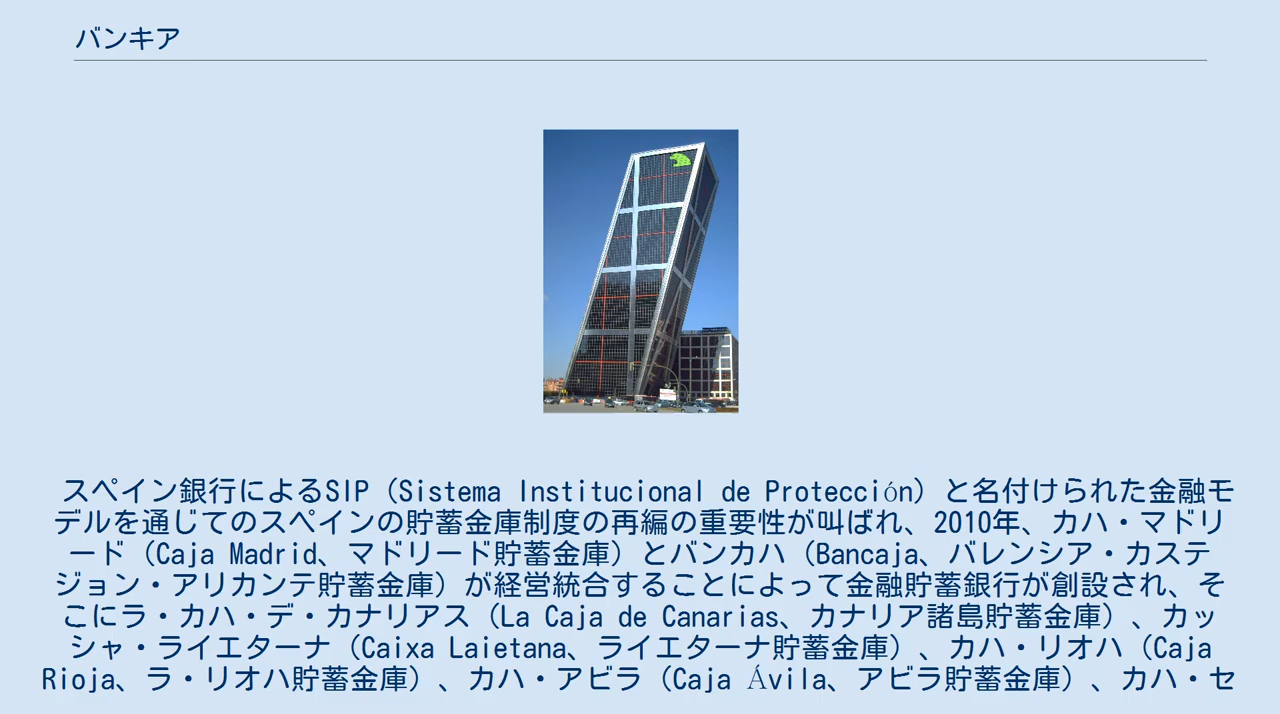 バンキア
スペイン銀行によるSIP（Sistema Institucional de Protección）と名付けられた金融モ
デルを通じてのスペインの貯蓄金庫制度の再編の重要性が叫ばれ、2010年、カハ・マドリ
ード（Caja Madrid、マドリード貯蓄金庫）とバンカハ（Bancaja、バレンシア・カステ
ジョン・アリカンテ貯蓄金庫）が経営統合することによって金融貯蓄銀行が創設され、そ
こにラ・カハ・デ・カナリアス（La Caja de Canarias、カナリア諸島貯蓄金庫）、カッ
シャ・ライエターナ（Caixa Laietana、ライエターナ貯蓄金庫）、カハ・リオハ（Caja
Rioja、ラ・リオハ貯蓄金庫）、カハ・アビラ（Caja Ávila、アビラ貯蓄金庫）、カハ・セ